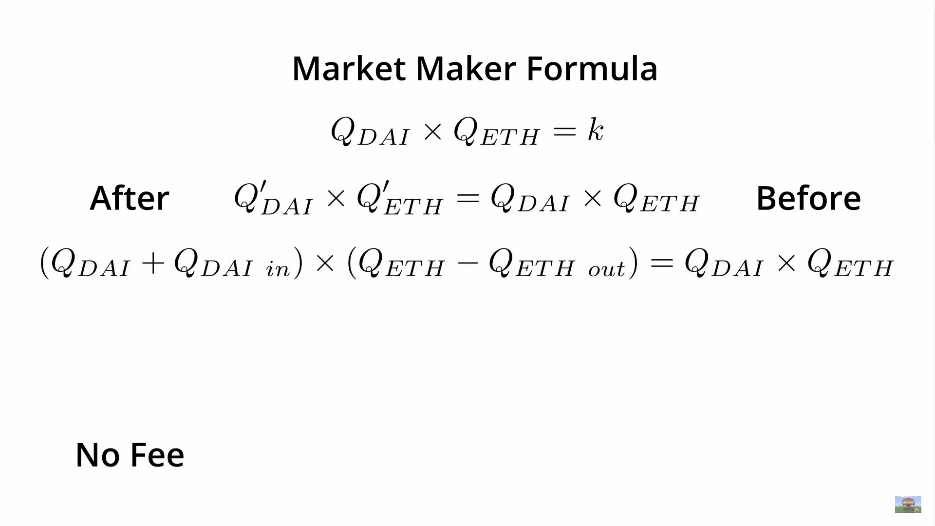 Market Maker Formula
Q_{DAI} × Q_{ETH} = k
After Q'_{DAI} × Q'_{ETH} = Q_{DAI} × Q_{ETH} Before
(Q_{DAI} + Q_{DAI in}) × (Q_{ETH} − Q_{ETH out}) = Q_{DAI} × Q_{ETH}
No Fee